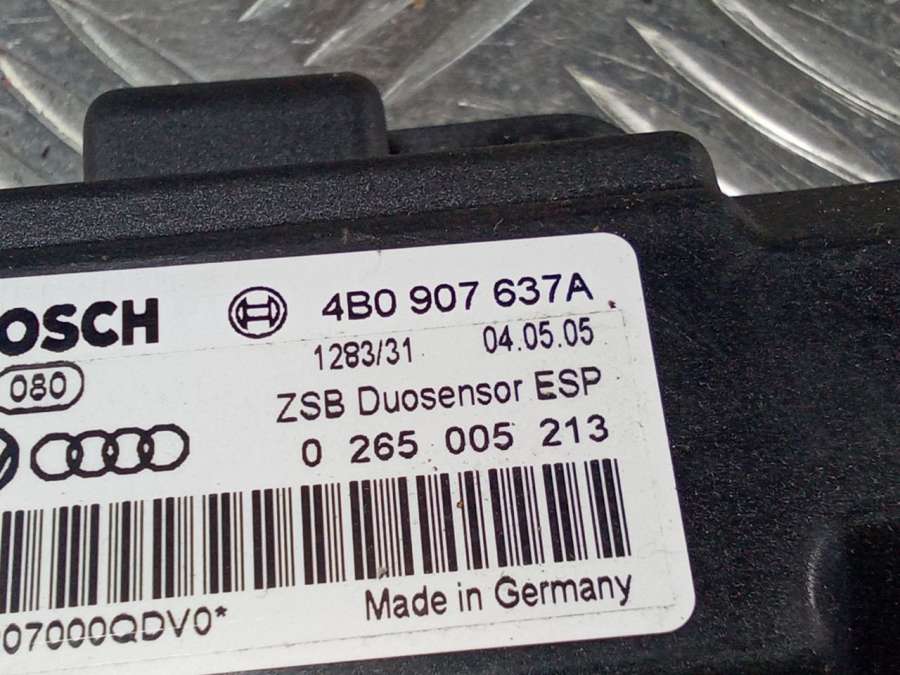 OSCH 4B0 907 637A
1283/31 04.05.05
080
ZSB Duosensor ESP
0 265 005 213
07000QDV0*
Made in Germany